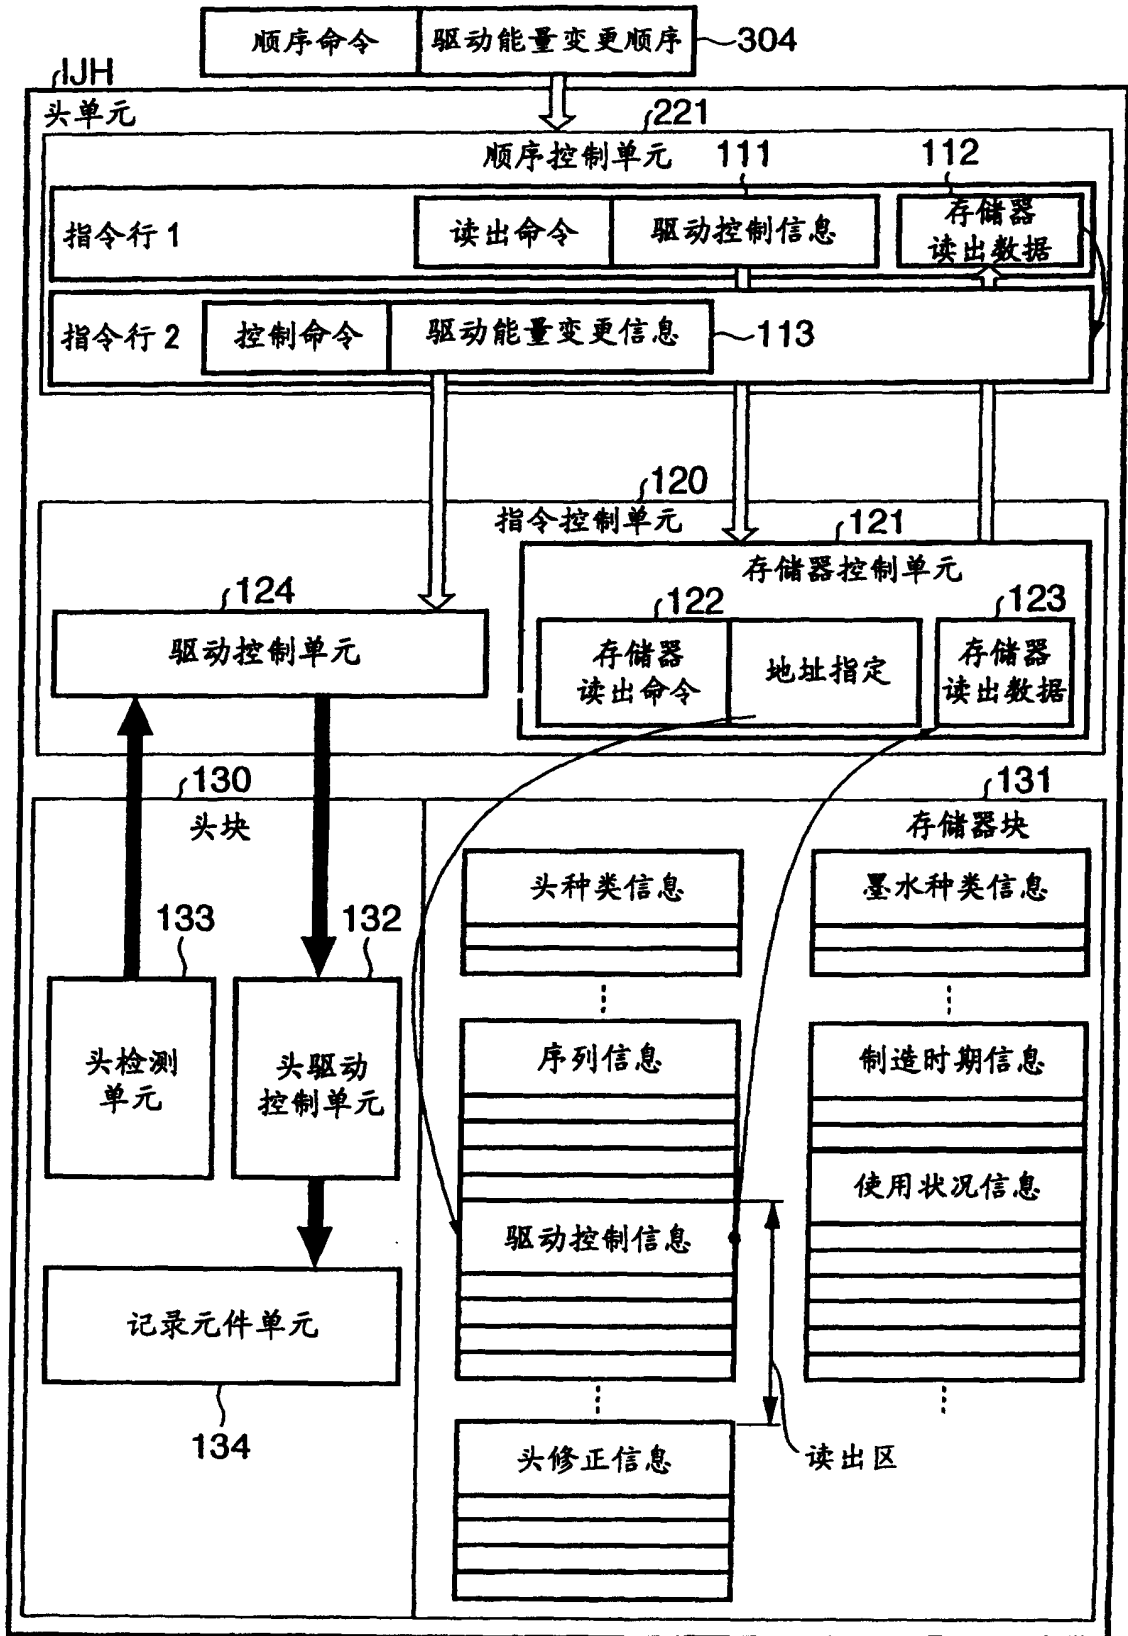 顺序命令 驱动能量变更顺序 304
IJH
头单元
221
顺序控制单元 111 112
指令行1 读出命令 驱动控制信息 存储器
读出数据
指令行2 控制命令 驱动能量变更信息 113
120
指令控制单元 121
存储器控制单元
124 122 123
驱动控制单元
存储器
读出命令
地址指定
存储器
读出数据
130 131
头块 存储器块
头种类信息 墨水种类信息
133 132
序列信息 制造时期信息
头检测
单元
头驱动
控制单元
使用状况信息
驱动控制信息
记录元件单元
134
头修正信息 读出区